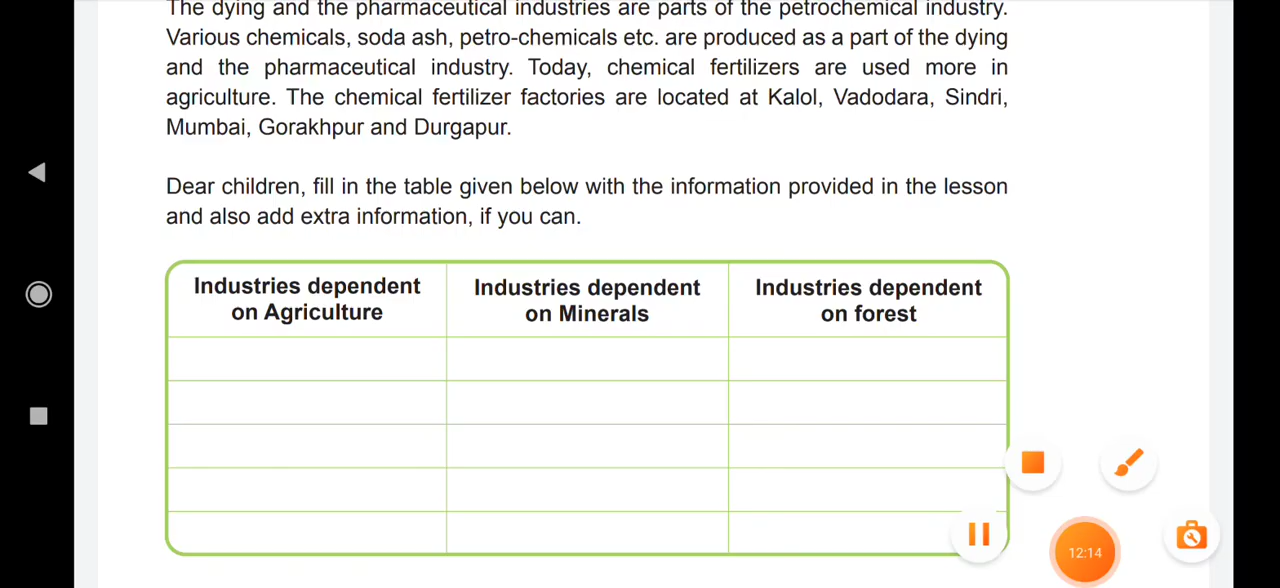 The dying and the pharmaceutical industries are parts of the petrochemical industry.
Various chemicals, soda ash, petro-chemicals etc. are produced as a part of the dying
and the pharmaceutical industry. Today, chemical fertilizers are used more in
agriculture. The chemical fertilizer factories are located at Kalol, Vadodara, Sindri,
Mumbai, Gorakhpur and Durgapur.
Dear children, fill in the table given below with the information provided in the lesson
and also add extra information, if you can.
Industries dependent
on Agriculture
Industries dependent
on Minerals
Industries dependent
on forest
12:14